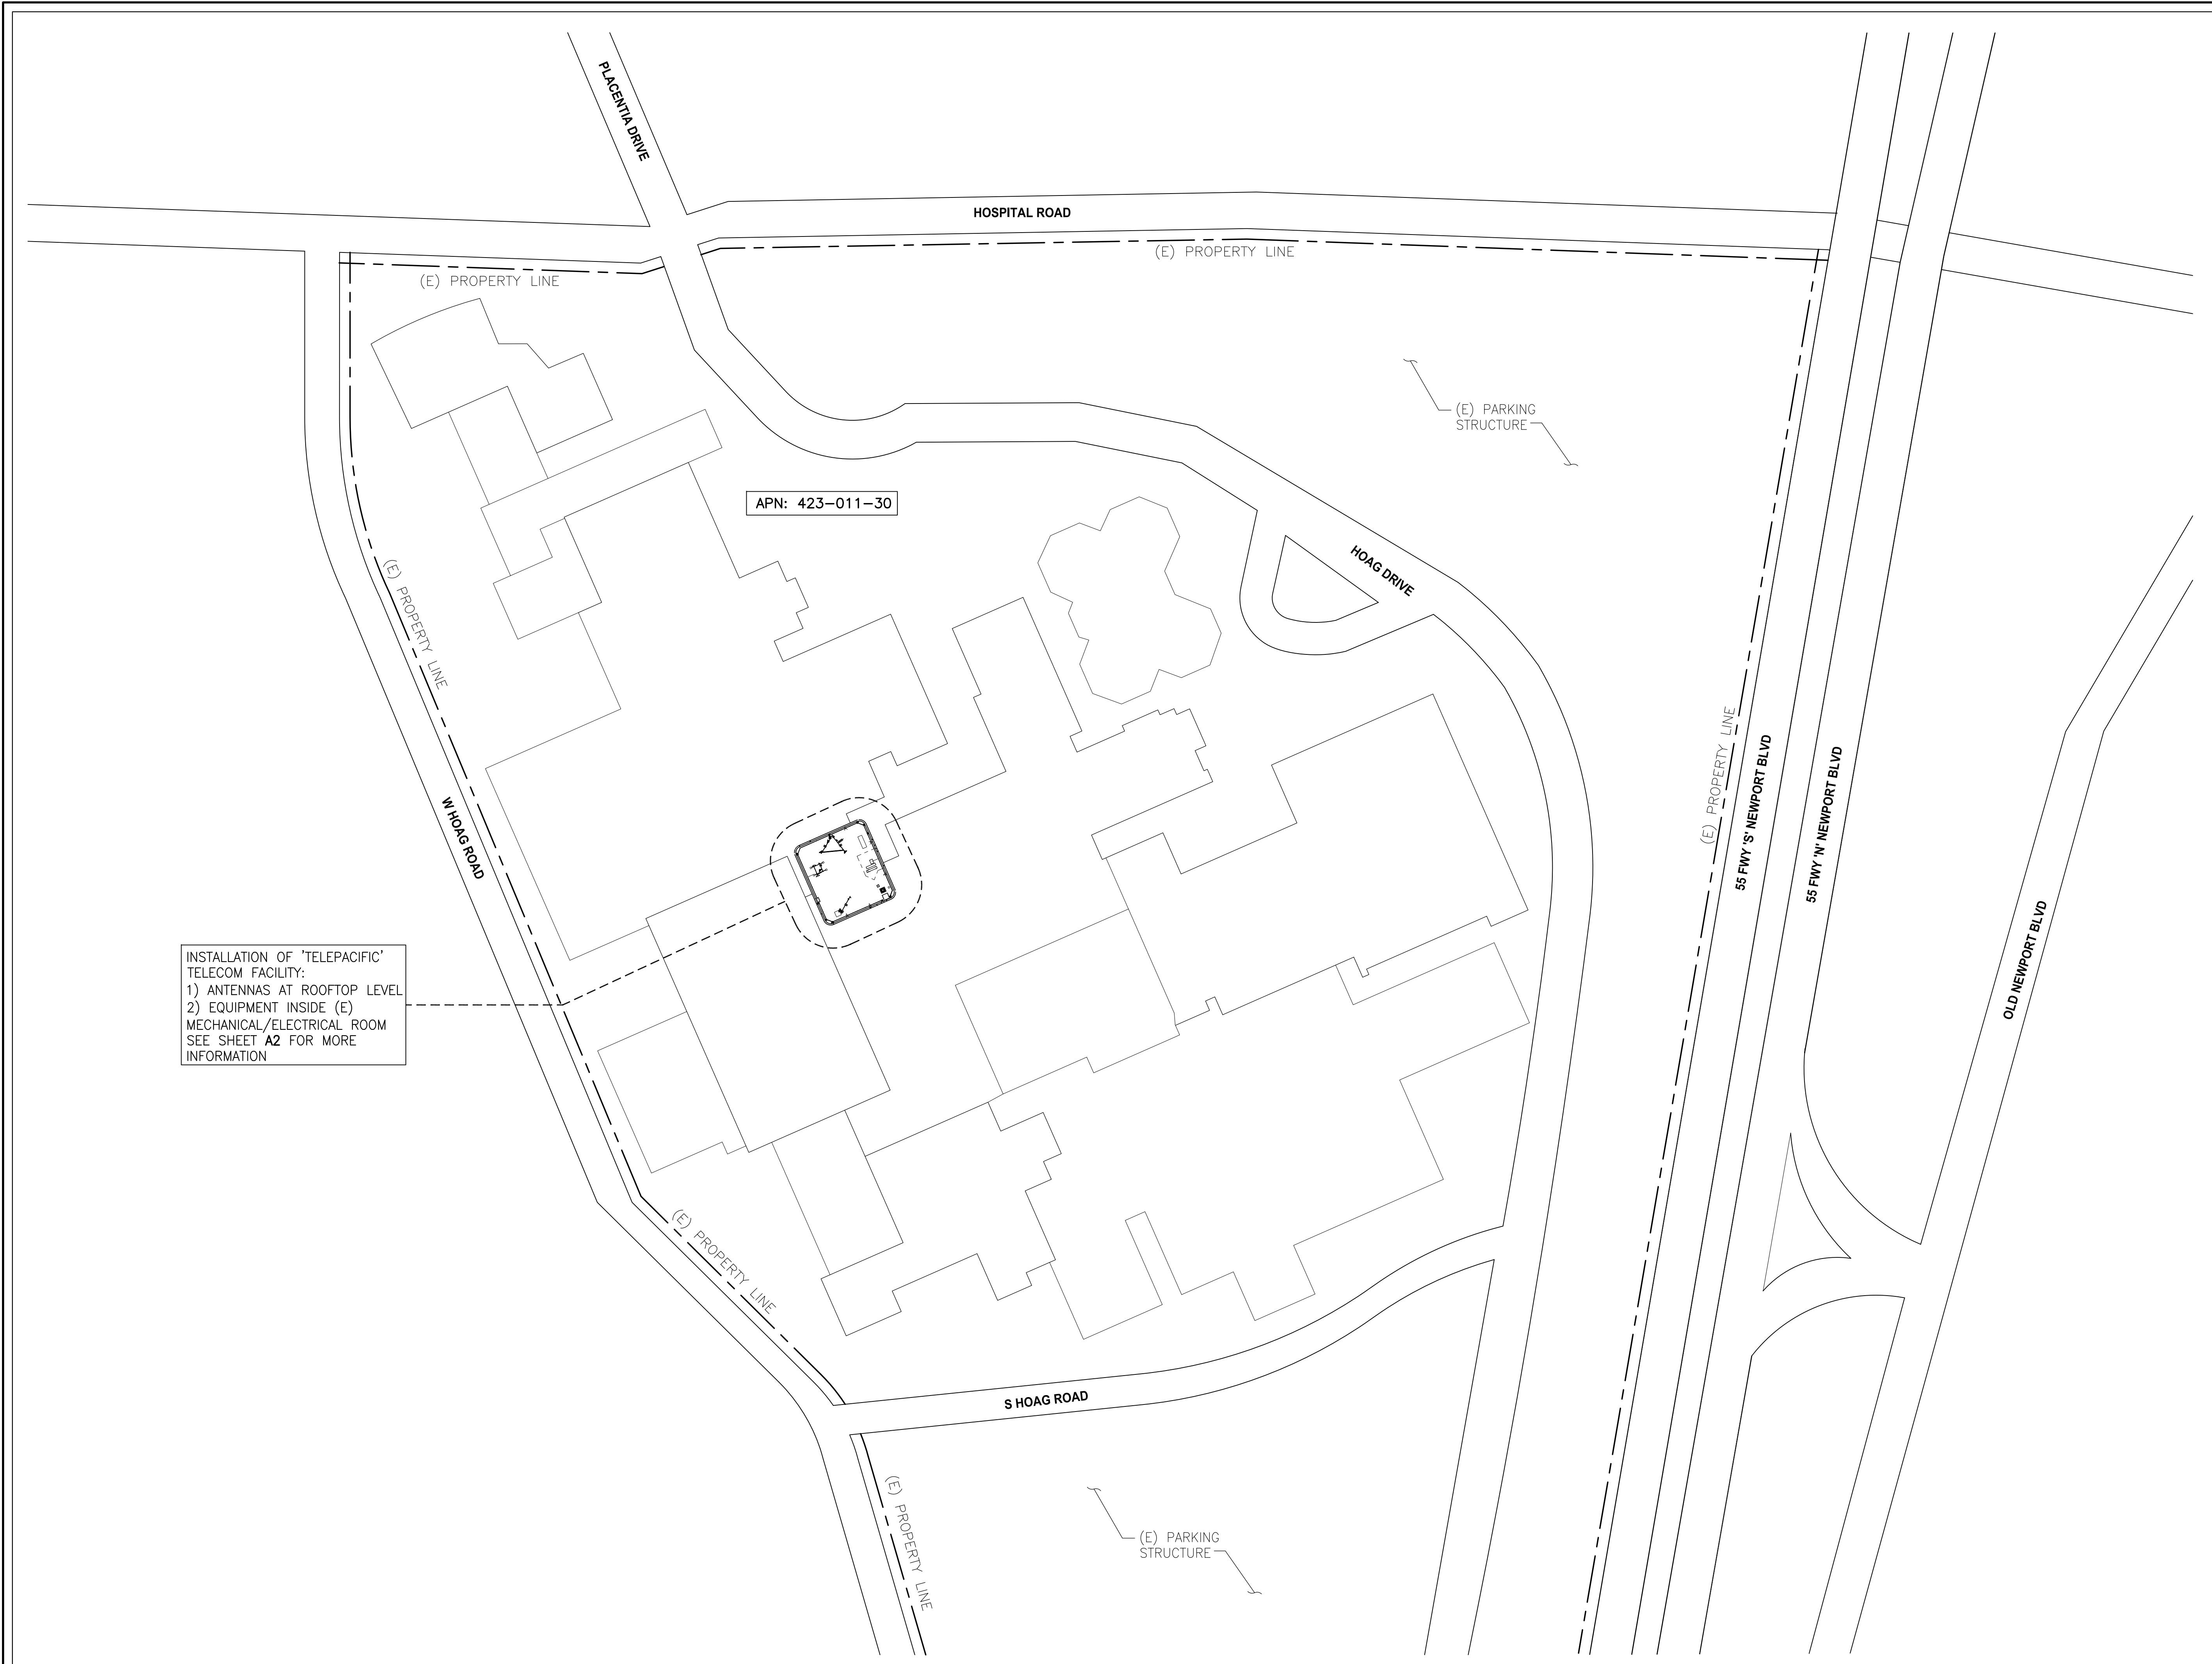 PLACENTIA DRIVE
HOSPITAL ROAD
(E) PROPERTY LINE
(E) PROPERTY LINE
(E) PARKING
STRUCTURE
APN: 423-011-30
HOAG DRIVE
(E) PROPERTY LINE
(E) PROPERTY LINE
55 FWY 'S' NEWPORT BLVD
55 FWY 'N' NEWPORT BLVD
W HOAG ROAD
OLD NEWPORT BLVD
INSTALLATION OF 'TELEPACIFIC'
TELECOM FACILITY:
1) ANTENNAS AT ROOFTOP LEVEL
2) EQUIPMENT INSIDE (E)
MECHANICAL/ELECTRICAL ROOM
SEE SHEET A2 FOR MORE
INFORMATION
(E) PROPERTY LINE
S HOAG ROAD
(E) PROPERTY LINE
(E) PARKING
STRUCTURE